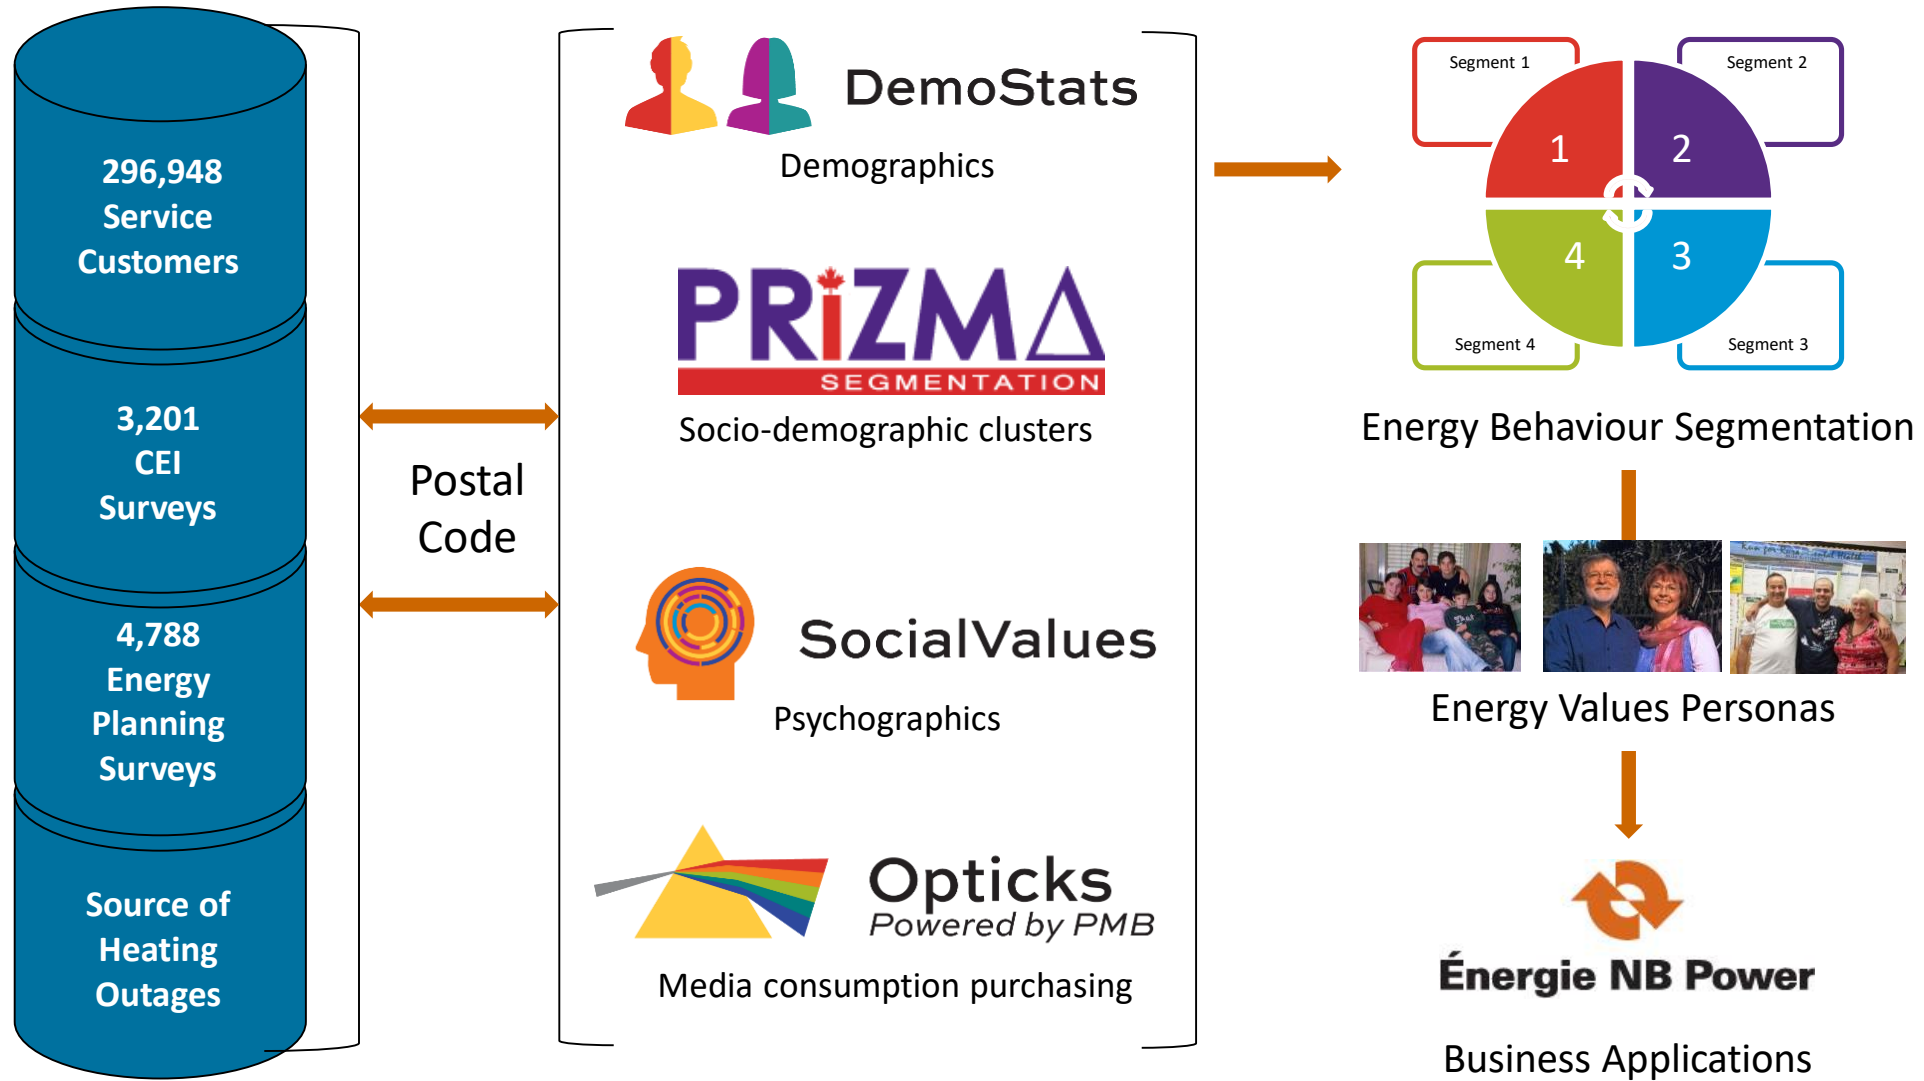 296,948
Service
Customers
3,201
CEI
Surveys
4,788
Energy
Planning
Surveys
Source of
Heating
Outages
Postal
Code
DemoStats
Demographics
PRiZM
SEGMENTATION
Socio-demographic clusters
SocialValues
Psychographics
Opticks
Powered by PMB
Media consumption purchasing
Segment 1
Segment 2
1
2
4
3
Segment 4
Segment 3
Energy Behaviour Segmentation
Energy Values Personas
Énergie NB Power
Business Applications